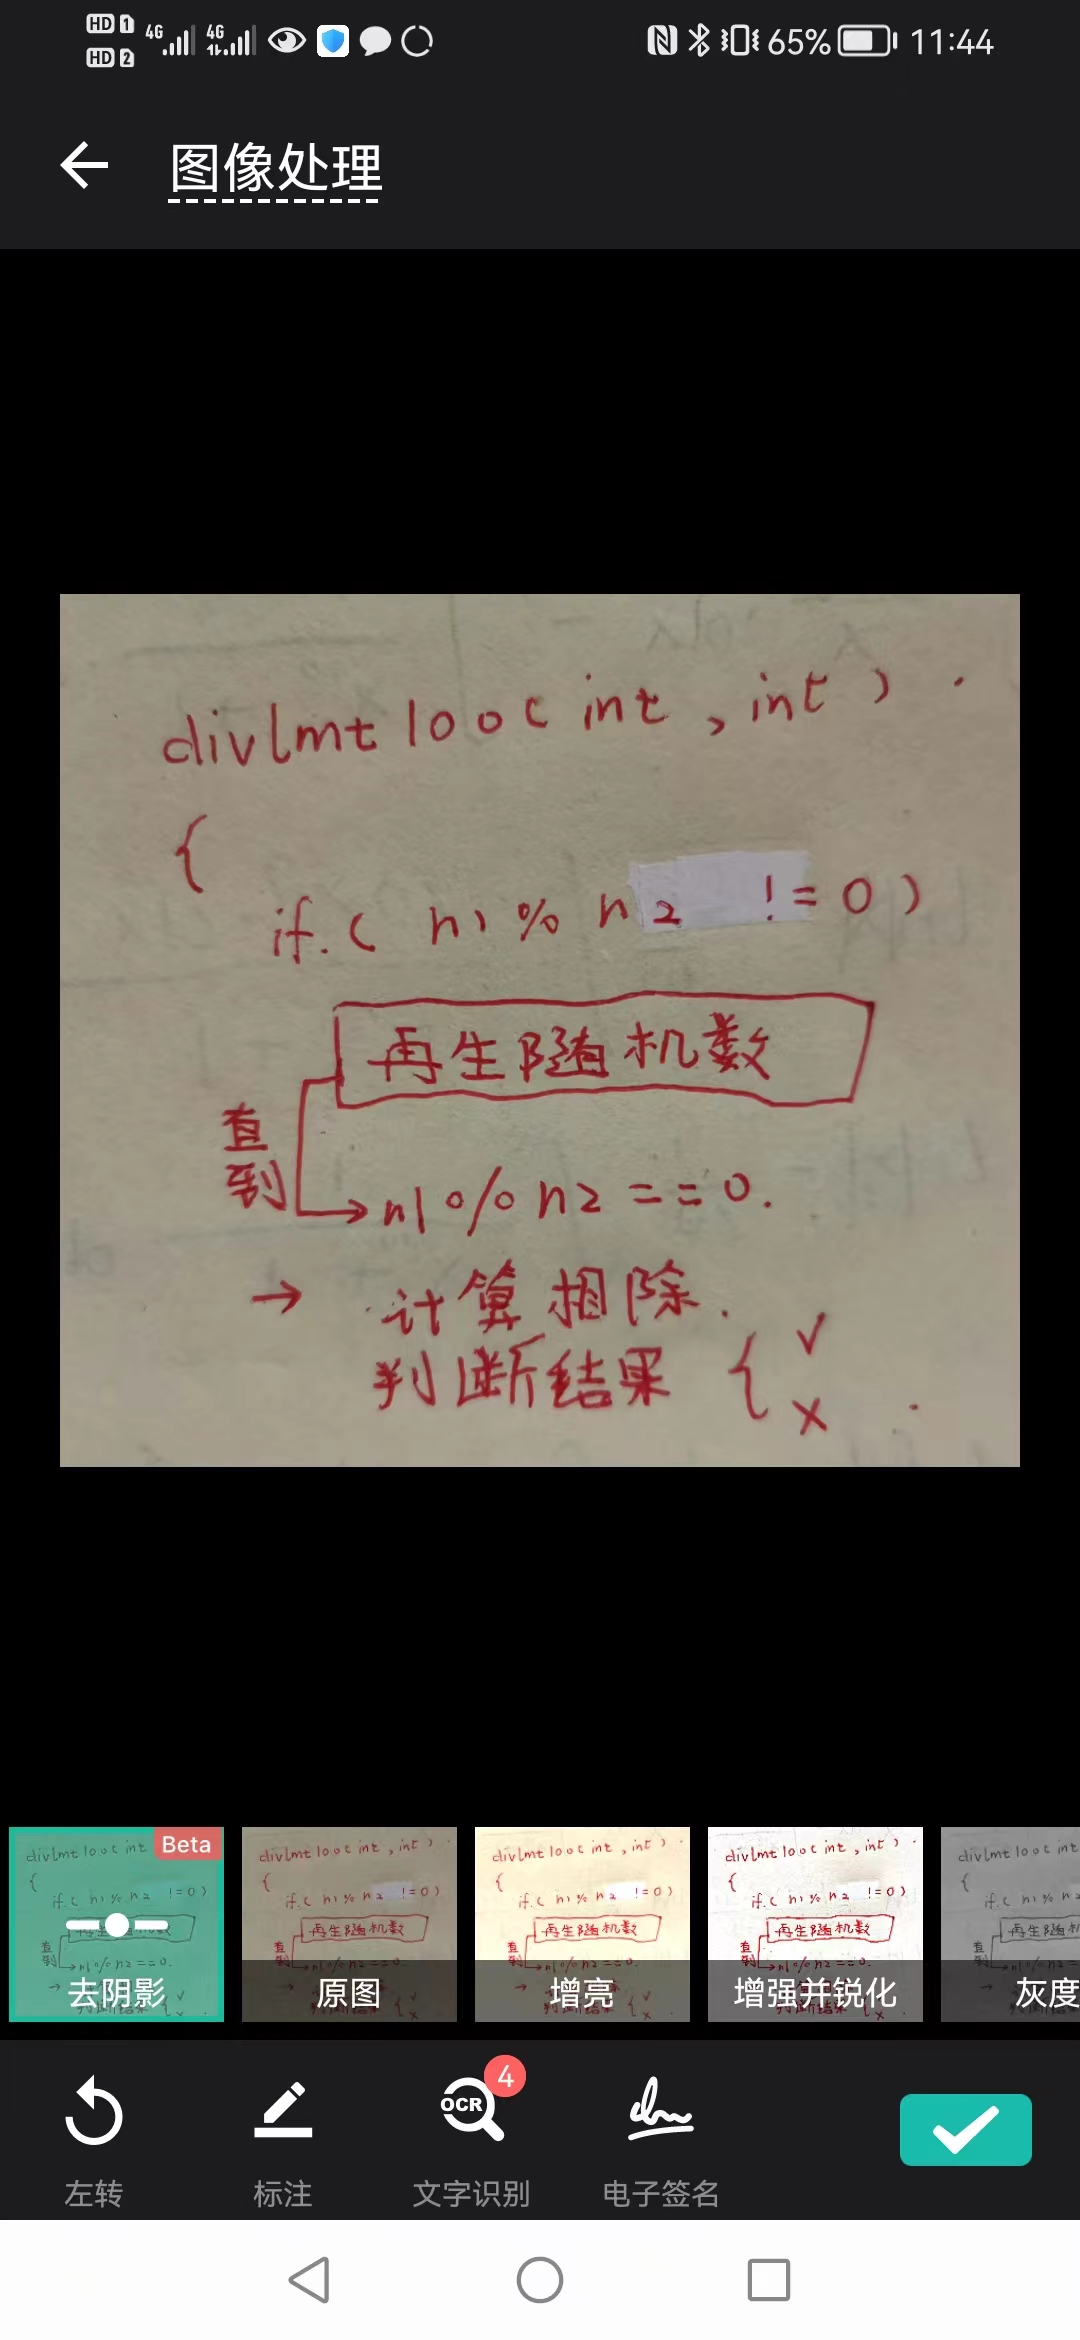 HD 1 4G 4G 65% 11:44
HD 2
图像处理
divlmt 100 ( int , int ) .
{
if.( n1 % n2 != 0 )
再生随机数
直
到
n1 % n2 == 0.
→ 计算相除.
判断结果 { √
x .
Beta
去阴影 原图 增亮 增强并锐化 灰度
OCR 4
左转 标注 文字识别 电子签名